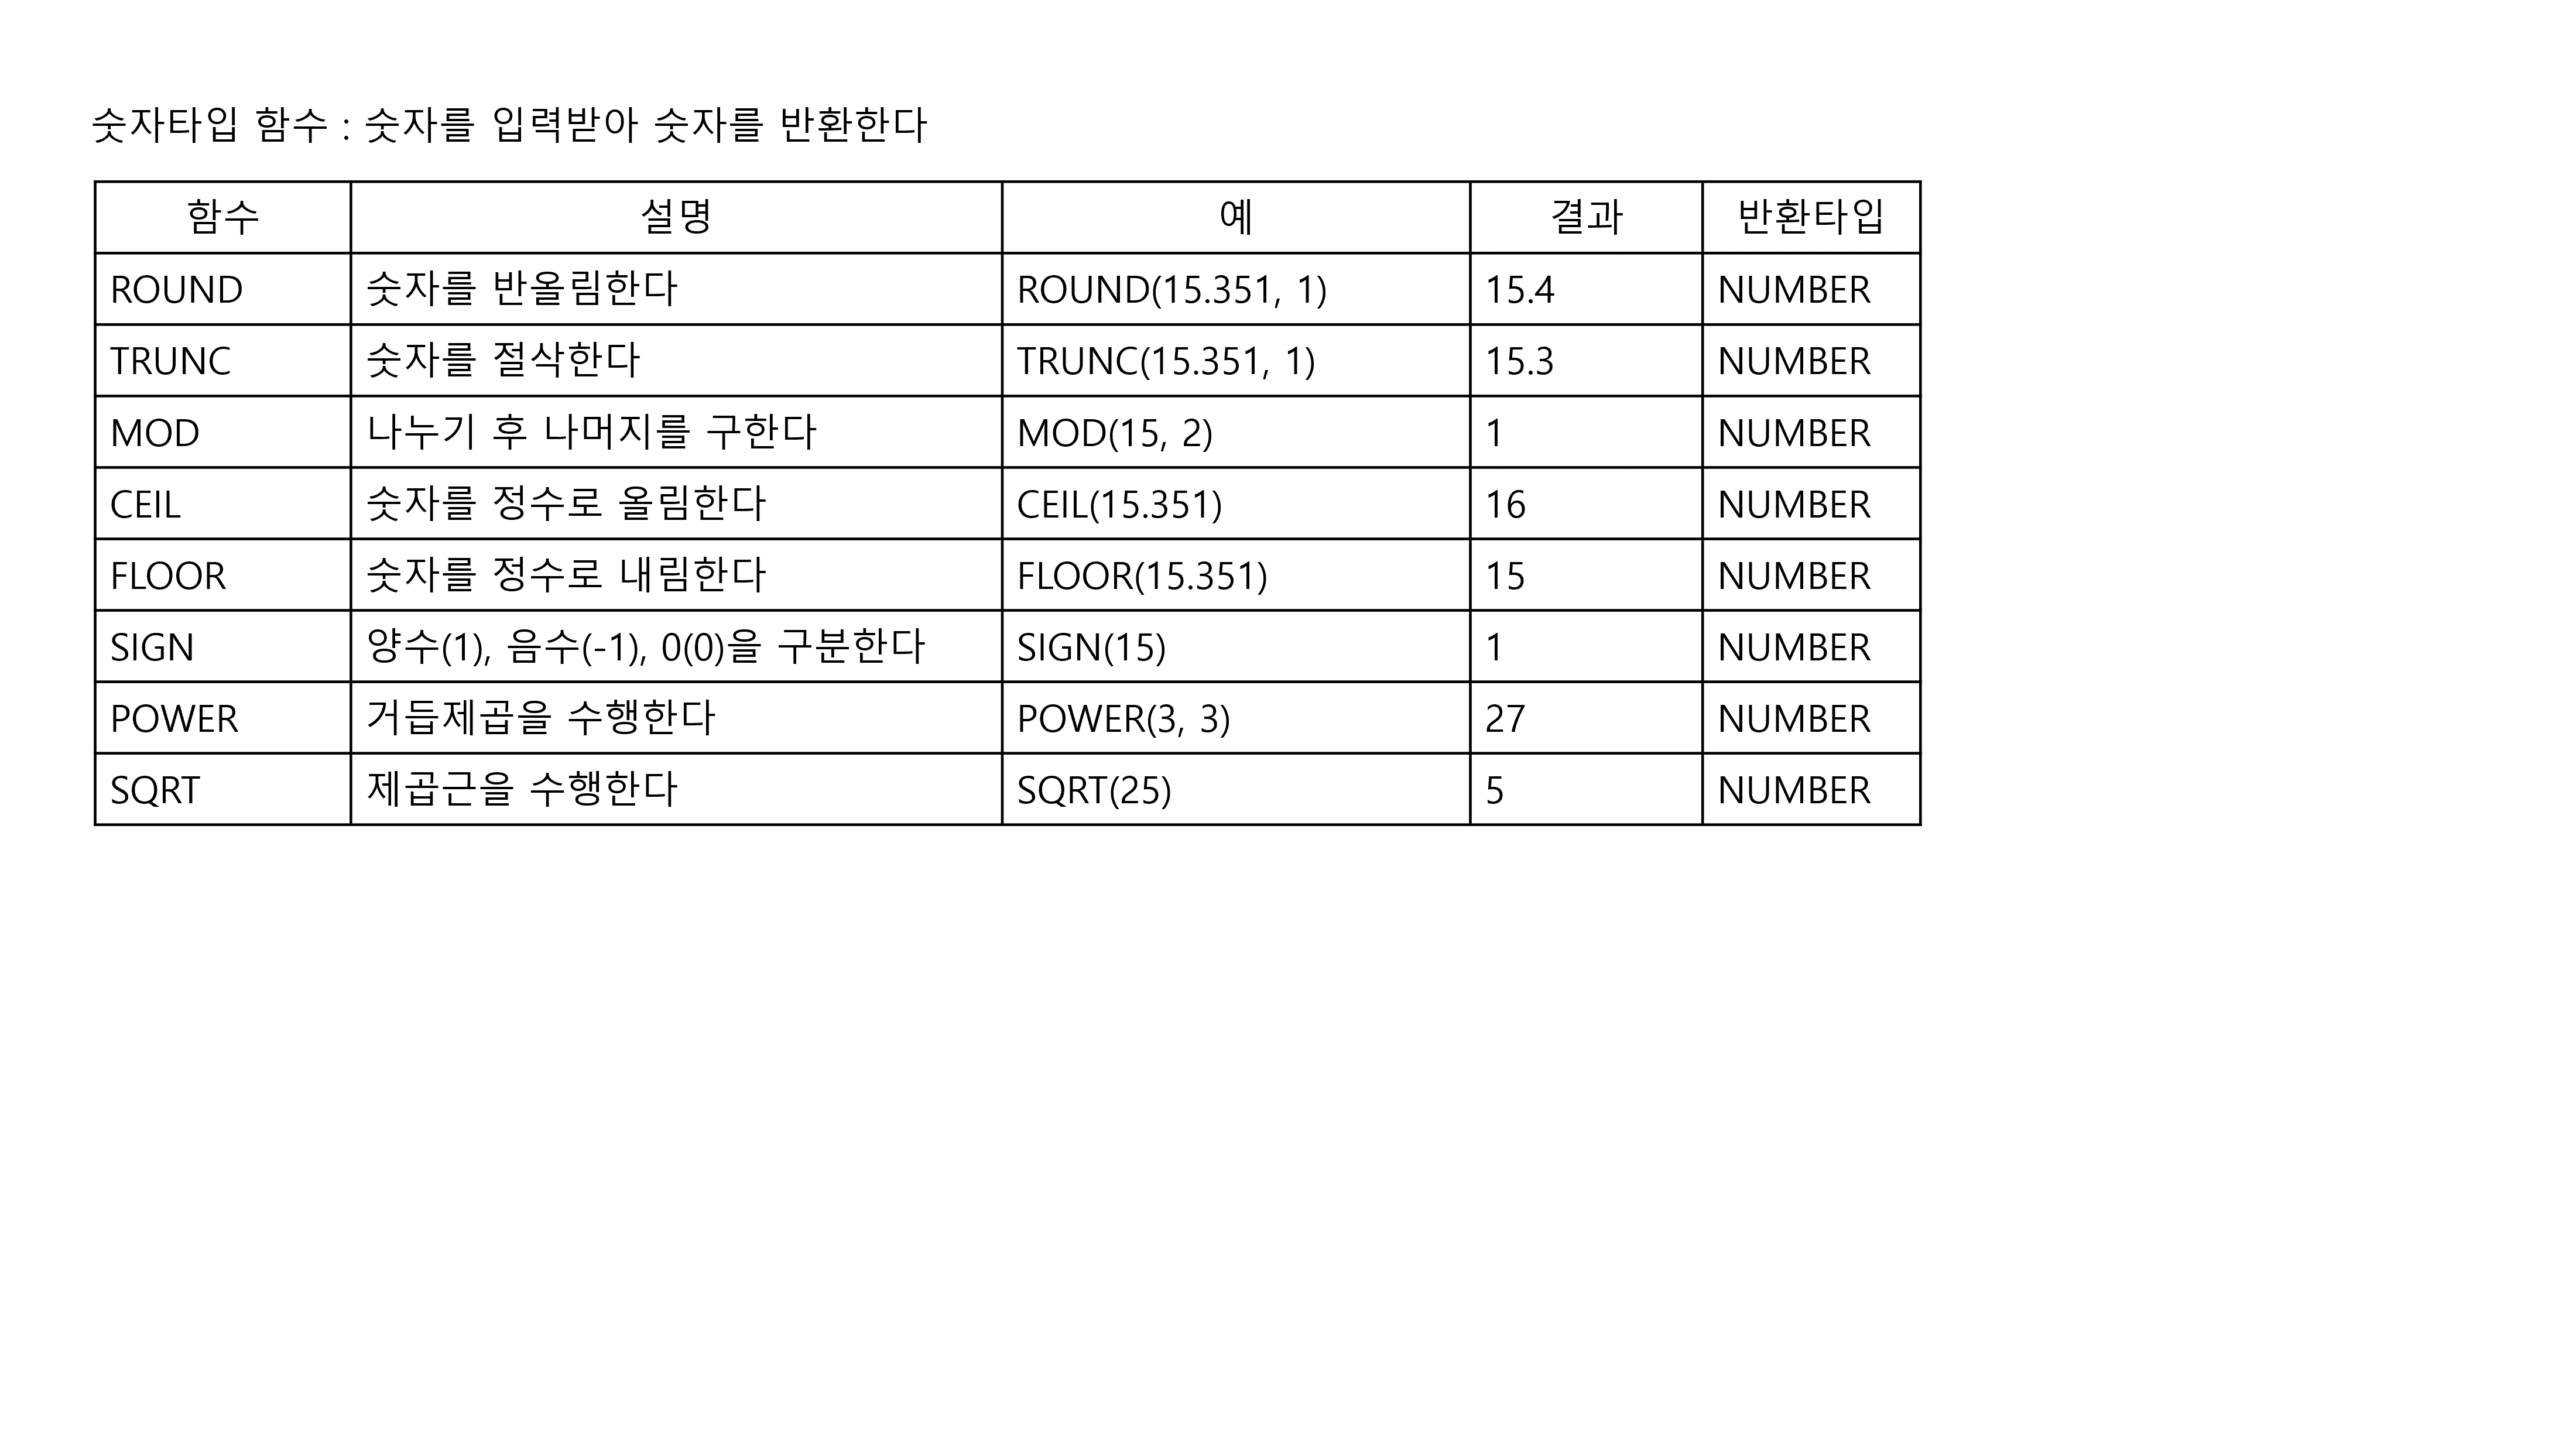 숫자타입 함수 : 숫자를 입력받아 숫자를 반환한다
함수 설명 예 결과 반환타입
ROUND 숫자를 반올림한다 ROUND(15.351, 1) 15.4 NUMBER
TRUNC 숫자를 절삭한다 TRUNC(15.351, 1) 15.3 NUMBER
MOD 나누기 후 나머지를 구한다 MOD(15, 2) 1 NUMBER
CEIL 숫자를 정수로 올림한다 CEIL(15.351) 16 NUMBER
FLOOR 숫자를 정수로 내림한다 FLOOR(15.351) 15 NUMBER
SIGN 양수(1), 음수(-1), 0(0)을 구분한다 SIGN(15) 1 NUMBER
POWER 거듭제곱을 수행한다 POWER(3, 3) 27 NUMBER
SQRT 제곱근을 수행한다 SQRT(25) 5 NUMBER